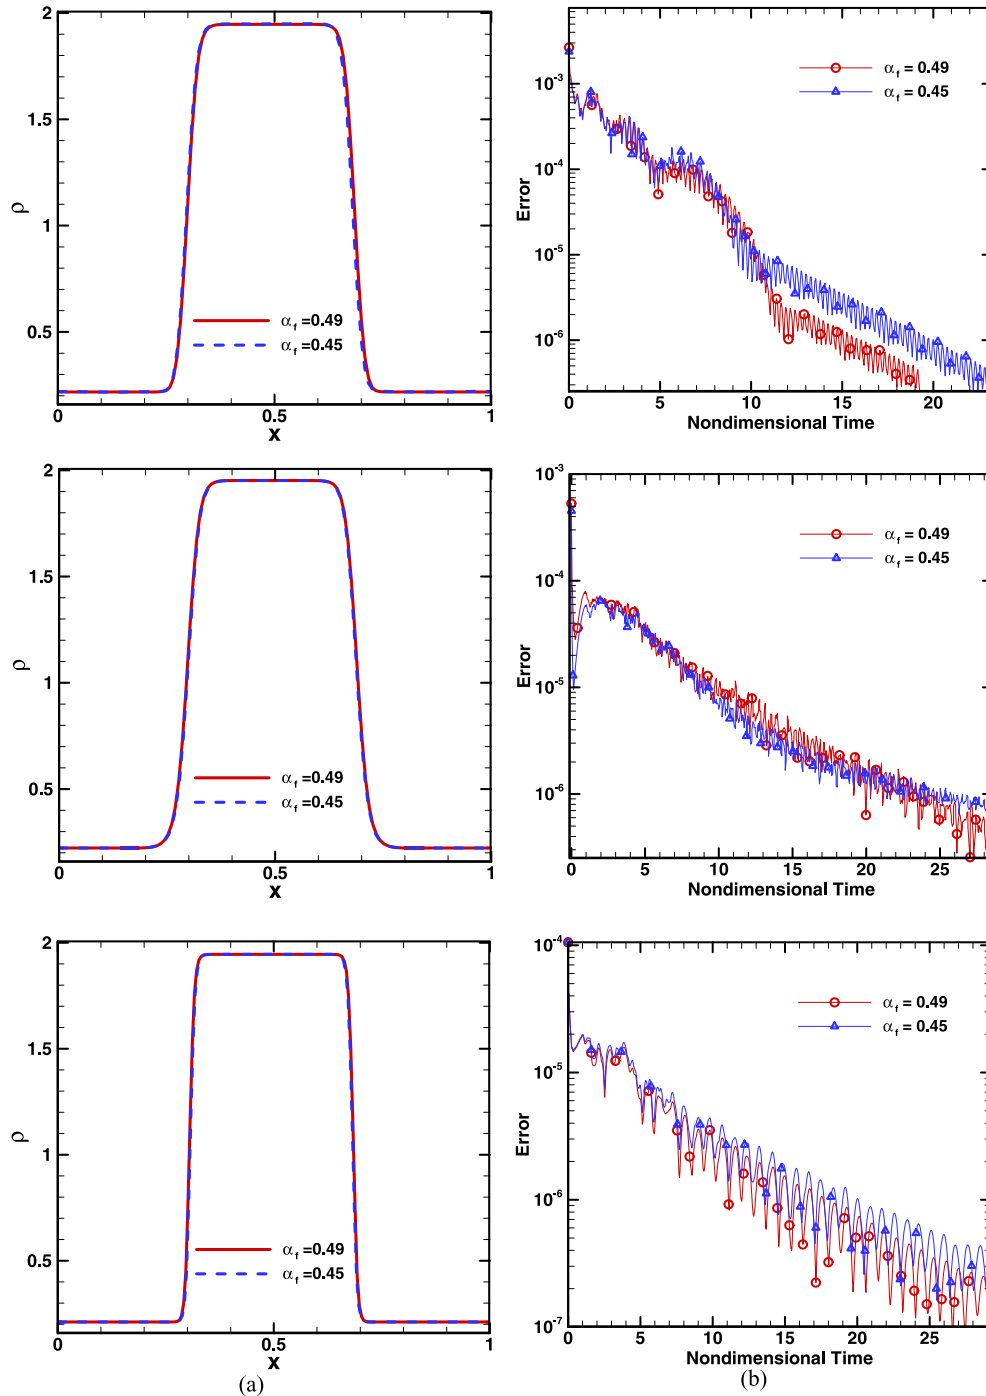 2
1.5
1
0.5
ρ
α_f =0.49
α_f =0.45
0
0.5
1
x
10^-3
10^-4
10^-5
10^-6
Error
α_f = 0.49
α_f = 0.45
0
5
10
15
20
Nondimensional Time
2
1.5
1
0.5
ρ
α_f =0.49
α_f =0.45
0
0.5
1
x
10^-3
10^-4
10^-5
10^-6
Error
α_f = 0.49
α_f = 0.45
0
5
10
15
20
25
Nondimensional Time
2
1.5
1
0.5
ρ
α_f =0.49
α_f =0.45
0
0.5
1
x
10^-4
10^-5
10^-6
10^-7
Error
α_f = 0.49
α_f = 0.45
0
5
10
15
20
25
Nondimensional Time
(a)
(b)